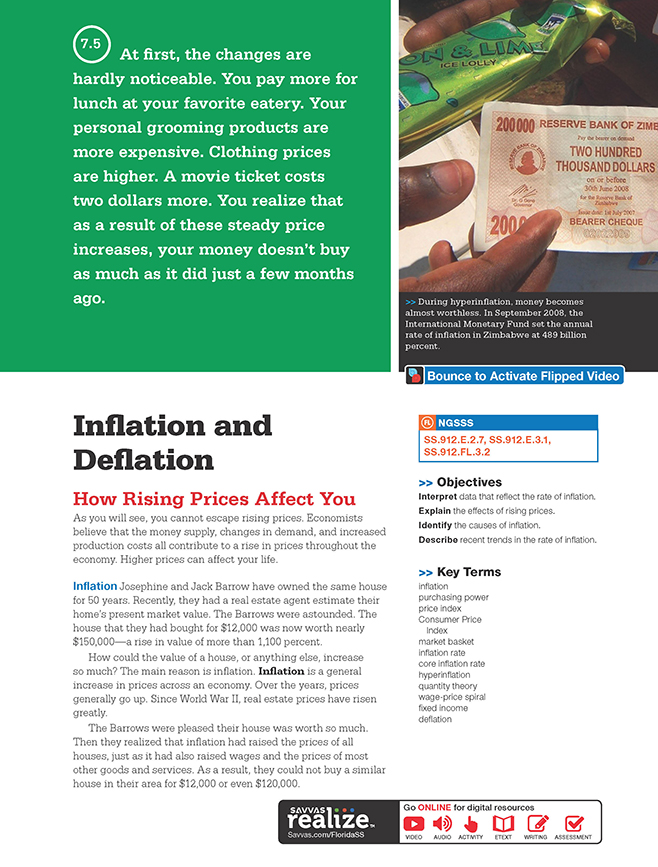 7.5
At first, the changes are
hardly noticeable. You pay more for
lunch at your favorite eatery. Your
personal grooming products are
more expensive. Clothing prices
are higher. A movie ticket costs
two dollars more. You realize that
as a result of these steady price
increases, your money doesn’t buy
as much as it did just a few months
ago.
ON & LIME
ICE LOLLY
200000 RESERVE BANK OF ZIMB
Pay the bearer on demand
TWO HUNDRED
THOUSAND DOLLARS
on or before
30th June 2008
for the Reserve Bank of
Zimbabwe
Issue date: 1st July 2007
BEARER CHEQUE
Dr. G Gono
Governor
>> During hyperinflation, money becomes
almost worthless. In September 2008, the
International Monetary Fund set the annual
rate of inflation in Zimbabwe at 489 billion
percent.
Bounce to Activate Flipped Video
Inflation and
Deflation
How Rising Prices Affect You
As you will see, you cannot escape rising prices. Economists
believe that the money supply, changes in demand, and increased
production costs all contribute to a rise in prices throughout the
economy. Higher prices can affect your life.
Inflation Josephine and Jack Barrow have owned the same house
for 50 years. Recently, they had a real estate agent estimate their
home’s present market value. The Barrows were astounded. The
house that they had bought for $12,000 was now worth nearly
$150,000—a rise in value of more than 1,100 percent.
How could the value of a house, or anything else, increase
so much? The main reason is inflation. Inflation is a general
increase in prices across an economy. Over the years, prices
generally go up. Since World War II, real estate prices have risen
greatly.
The Barrows were pleased their house was worth so much.
Then they realized that inflation had raised the prices of all
houses, just as it had also raised wages and the prices of most
other goods and services. As a result, they could not buy a similar
house in their area for $12,000 or even $120,000.
FL NGSSS
SS.912.E.2.7, SS.912.E.3.1,
SS.912.FL.3.2
>> Objectives
Interpret data that reflect the rate of inflation.
Explain the effects of rising prices.
Identify the causes of inflation.
Describe recent trends in the rate of inflation.
>> Key Terms
inflation
purchasing power
price index
Consumer Price
Index
market basket
inflation rate
core inflation rate
hyperinflation
quantity theory
wage-price spiral
fixed income
deflation
SAVVAS
realize™
Savvas.com/FloridaSS
Go ONLINE for digital resources
VIDEO AUDIO ACTIVITY ETEXT WRITING ASSESSMENT